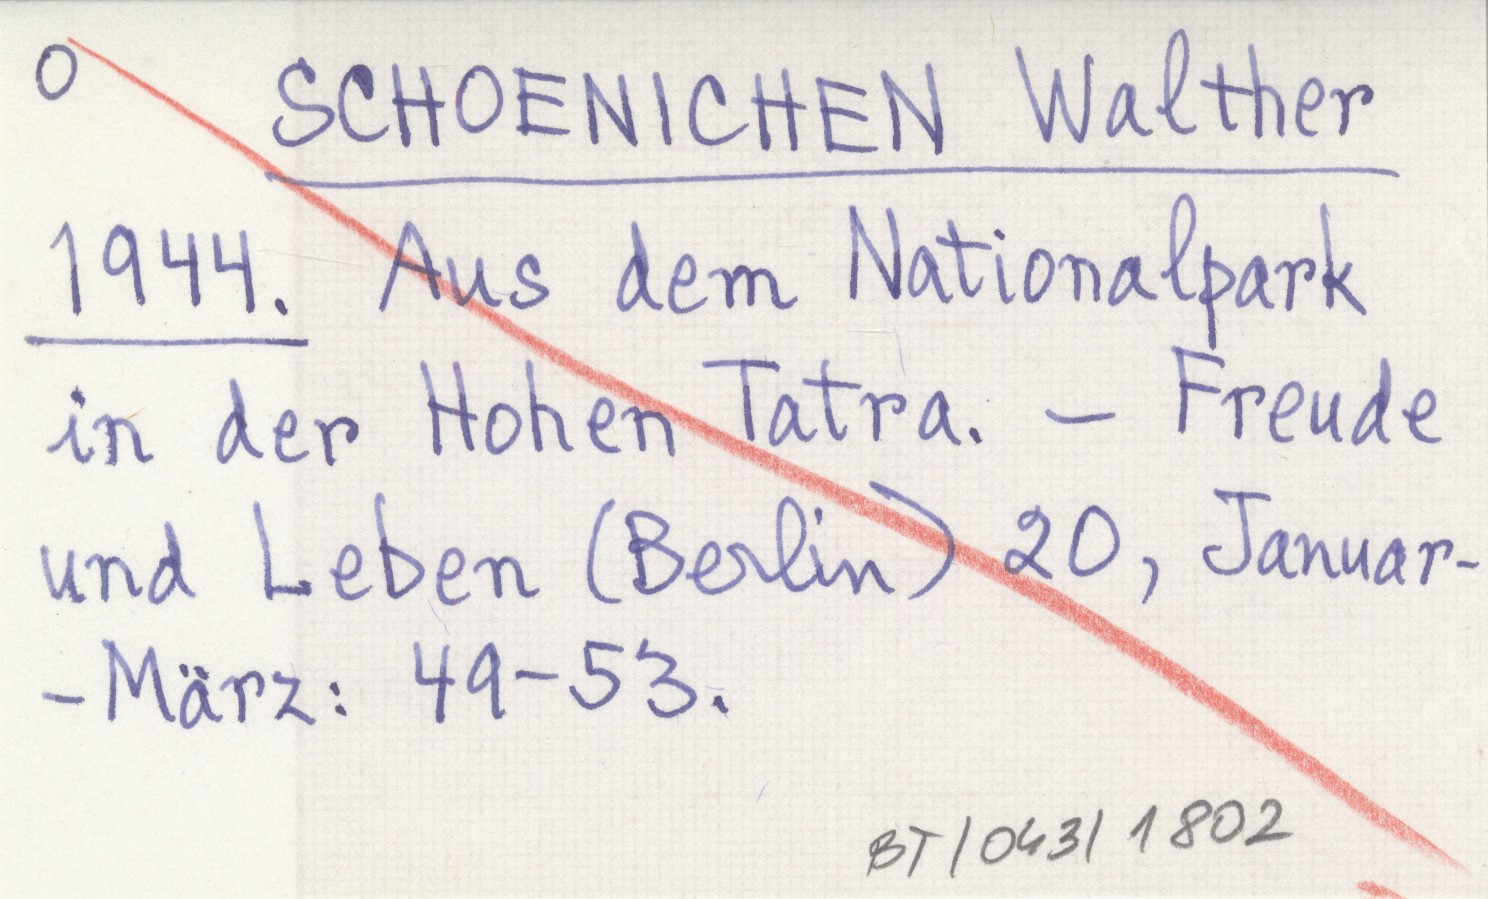 O SCHOENICHEN Walther
1944. Aus dem Nationalpark
in der Hohen Tatra. – Freude
und Leben (Berlin) 20, Januar-
-März: 49-53.
BT/043/1802